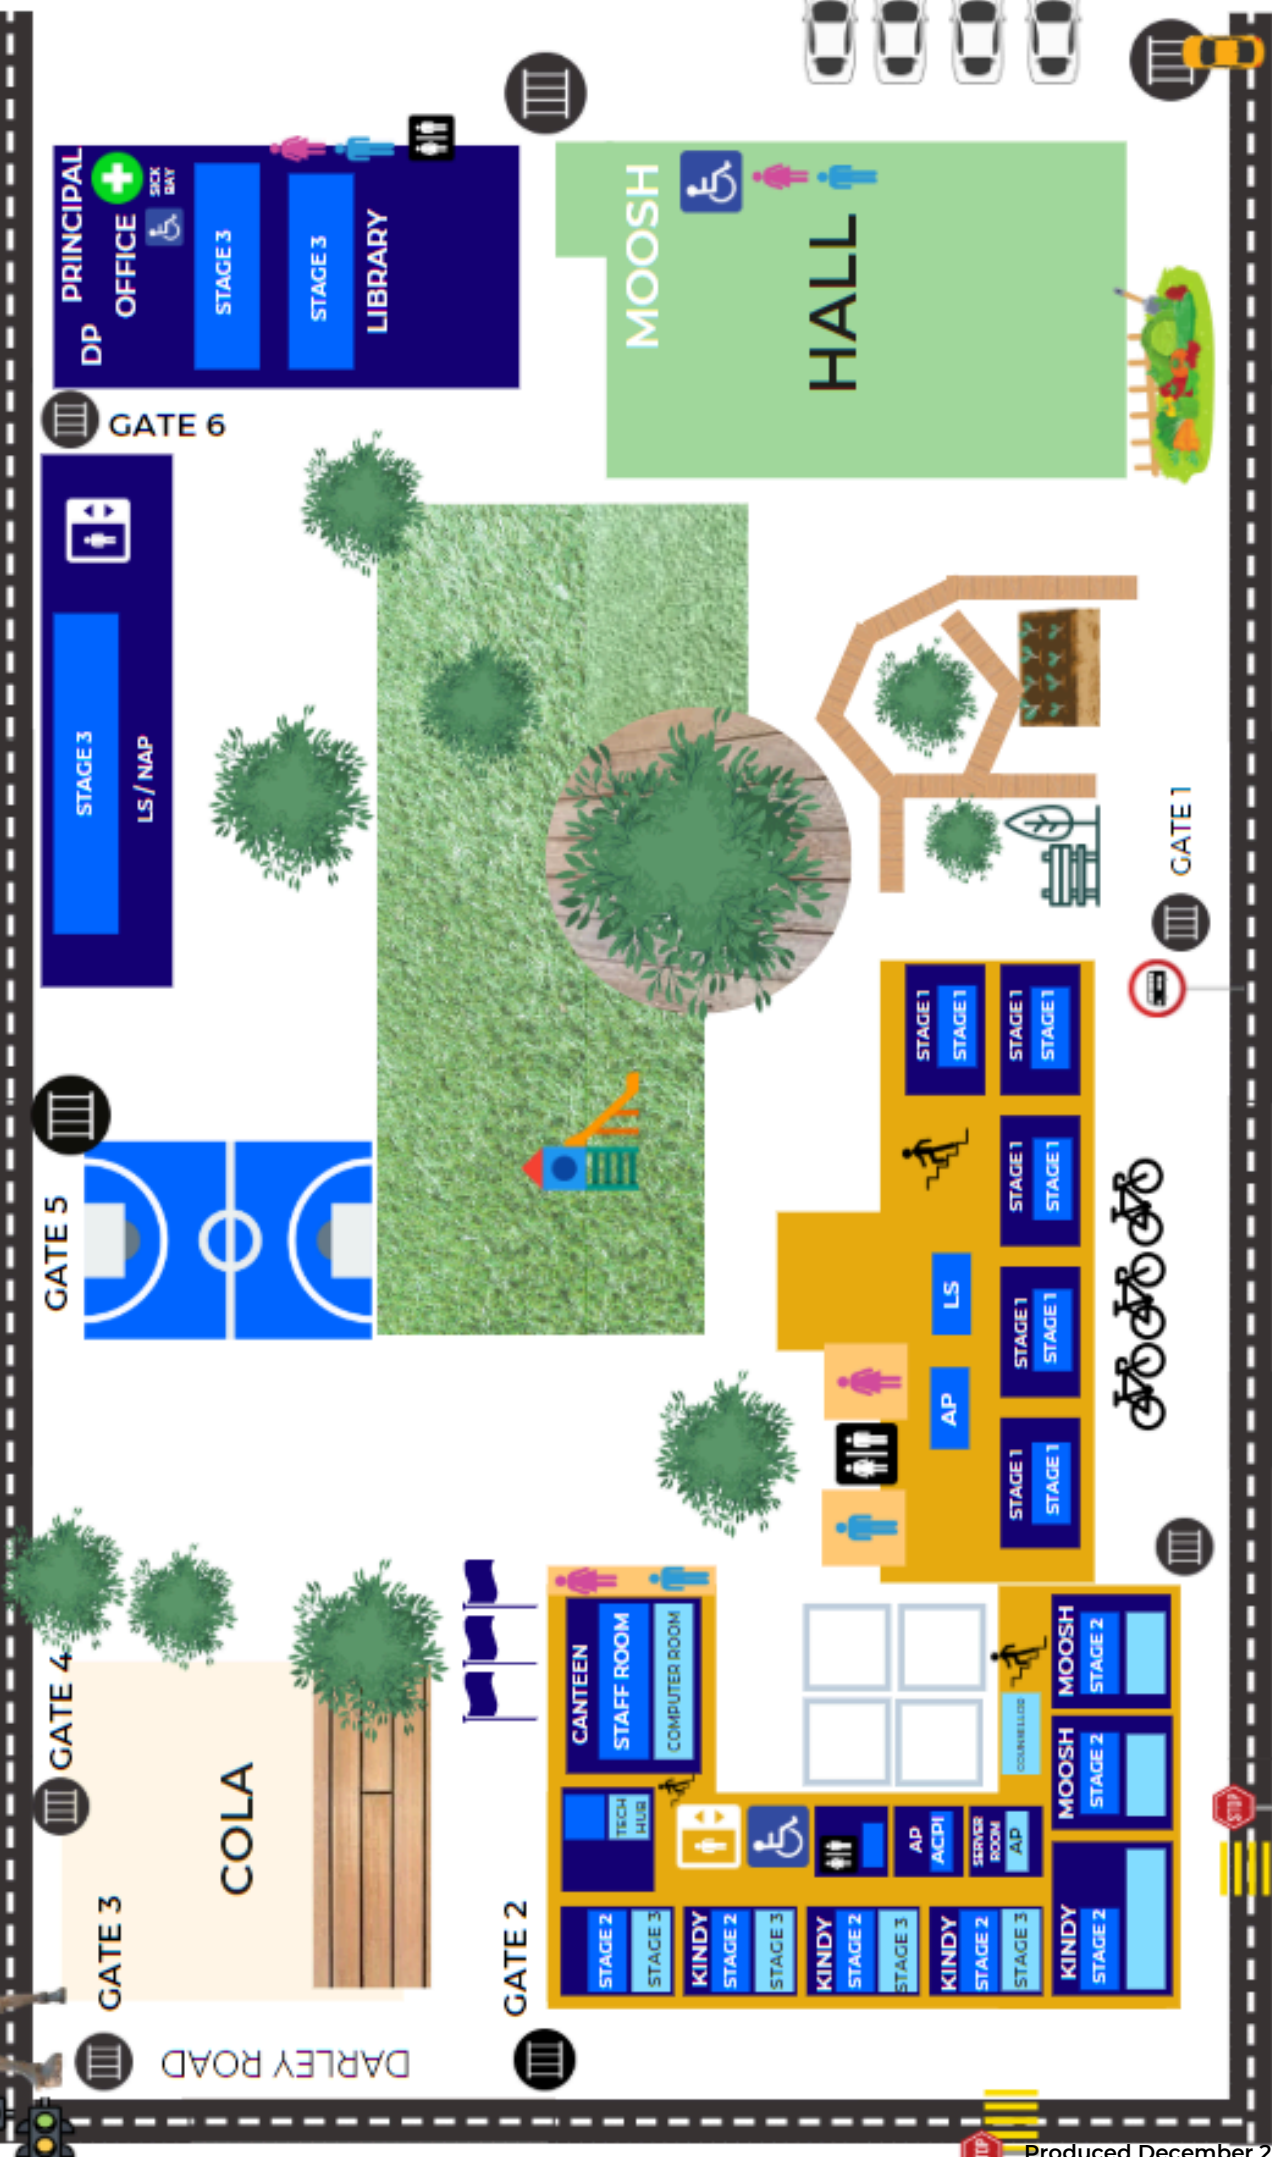 PRINCIPAL
DP
OFFICE
SICK
BAY
STAGE 3
STAGE 3
LIBRARY
MOOSH
HALL
GATE 6
STAGE 3
LS / NAP
GATE 1
GATE 5
STAGE 1
STAGE 1
STAGE 1
STAGE 1
STAGE 1
STAGE 1
LS
STAGE 1
STAGE 1
AP
STAGE 1
STAGE 1
GATE 4
COLA
GATE 3
CANTEEN
STAFF ROOM
COMPUTER ROOM
TECH
HUB
COUNSELLOR
MOOSH
STAGE 2
MOOSH
STAGE 2
AP
ACPI
SERVER
ROOM
AP
GATE 2
STAGE 2
STAGE 3
KINDY
STAGE 2
STAGE 3
KINDY
STAGE 2
STAGE 3
KINDY
STAGE 2
STAGE 3
KINDY
STAGE 2
STOP
DARLEY ROAD
Produced December 2